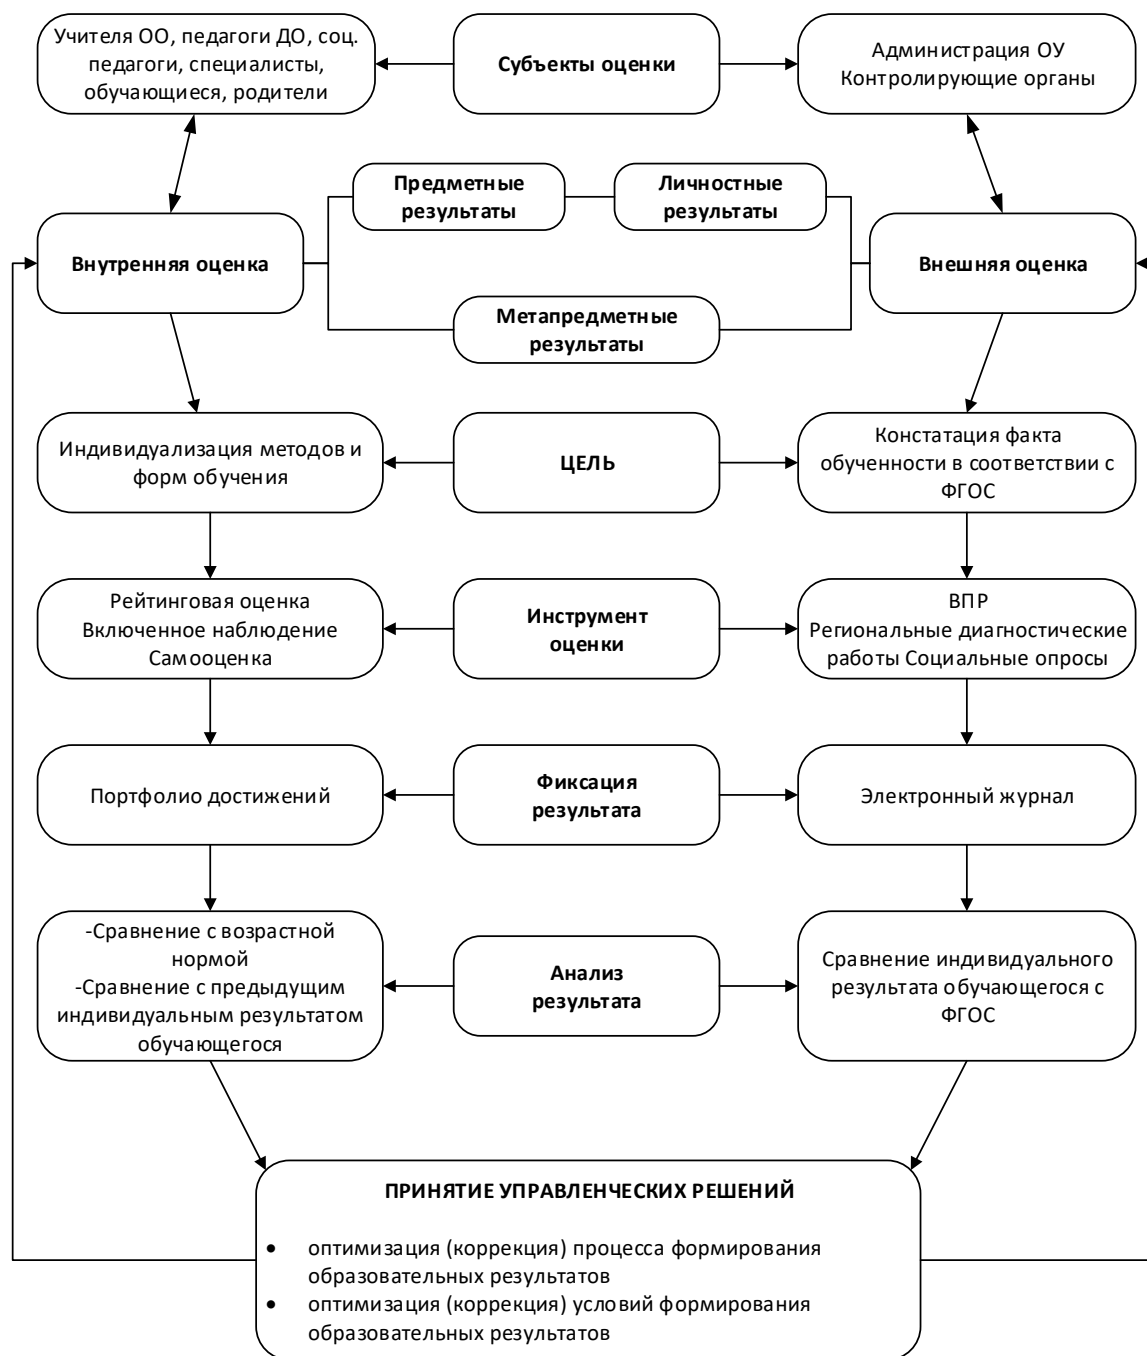 Учителя ОО, педагоги ДО, соц.
педагоги, специалисты,
обучающиеся, родители
Субъекты оценки
Администрация ОУ
Контролирующие органы
Предметные
результаты
Личностные
результаты
Внутренняя оценка
Внешняя оценка
Метапредметные
результаты
Индивидуализация методов и
форм обучения
ЦЕЛЬ
Констатация факта
обученности в соответствии с
ФГОС
Рейтинговая оценка
Включенное наблюдение
Самооценка
Инструмент
оценки
ВПР
Региональные диагностические
работы Социальные опросы
Портфолио достижений
Фиксация
результата
Электронный журнал
-Сравнение с возрастной
нормой
-Сравнение с предыдущим
индивидуальным результатом
обучающегося
Анализ
результата
Сравнение индивидуального
результата обучающегося с
ФГОС
ПРИНЯТИЕ УПРАВЛЕНЧЕСКИХ РЕШЕНИЙ
• оптимизация (коррекция) процесса формирования
образовательных результатов
• оптимизация (коррекция) условий формирования
образовательных результатов